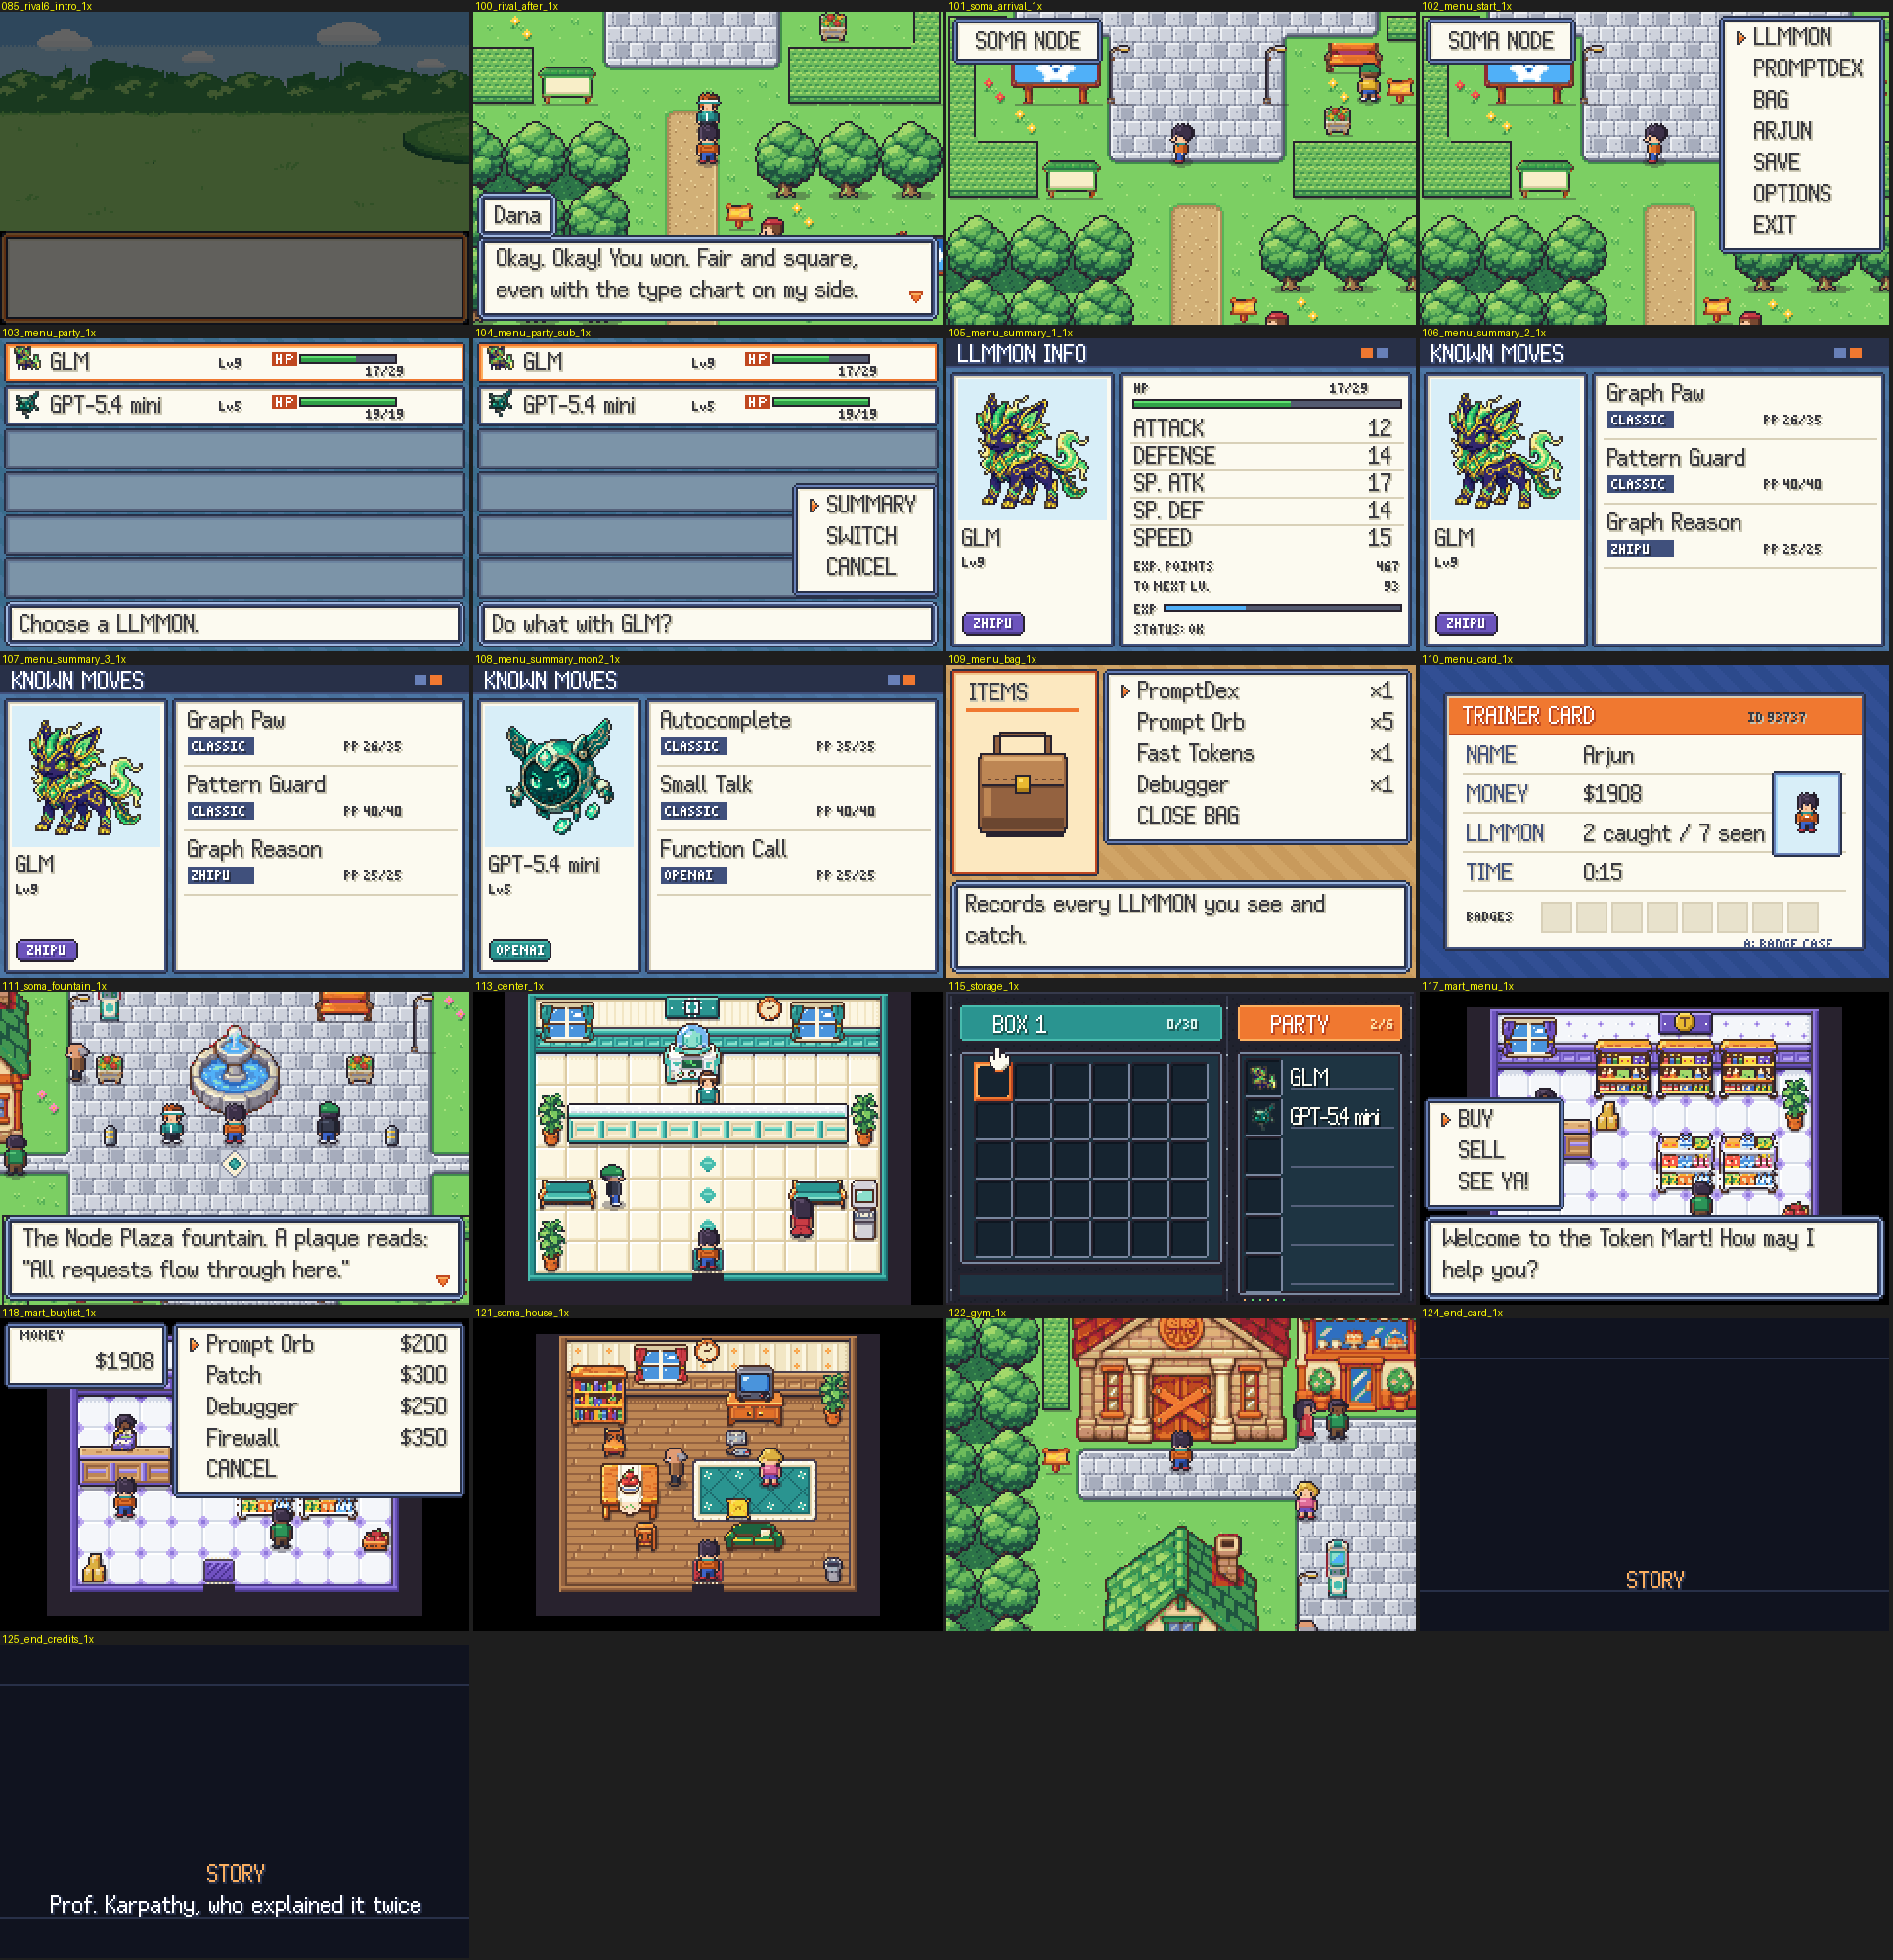 085_rival6_intro_1x
100_rival_after_1x
101_soma_arrival_1x
102_menu_start_1x
Dana
Okay. Okay! You won. Fair and square,
even with the type chart on my side.
SOMA NODE
SOMA NODE
LLMMON
PROMPTDEX
BAG
ARJUN
SAVE
OPTIONS
EXIT
103_menu_party_1x
104_menu_party_sub_1x
105_menu_summary_1_1x
106_menu_summary_2_1x
GLM Lv9 HP 17/29
GPT-5.4 mini Lv5 HP 19/19
Choose a LLMMON.
GLM Lv9 HP 17/29
GPT-5.4 mini Lv5 HP 19/19
SUMMARY
SWITCH
CANCEL
Do what with GLM?
LLMMON INFO
GLM
Lv9
ZHIPU
HP 17/29
ATTACK 12
DEFENSE 14
SP. ATK 17
SP. DEF 14
SPEED 15
EXP. POINTS 467
TO NEXT LV. 93
EXP
STATUS: OK
KNOWN MOVES
GLM
Lv9
ZHIPU
Graph Paw
CLASSIC PP 26/35
Pattern Guard
CLASSIC PP 40/40
Graph Reason
ZHIPU PP 25/25
107_menu_summary_3_1x
108_menu_summary_mon2_1x
109_menu_bag_1x
110_menu_card_1x
KNOWN MOVES
GLM
Lv9
ZHIPU
Graph Paw
CLASSIC PP 26/35
Pattern Guard
CLASSIC PP 40/40
Graph Reason
ZHIPU PP 25/25
KNOWN MOVES
GPT-5.4 mini
Lv5
OPENAI
Autocomplete
CLASSIC PP 35/35
Small Talk
CLASSIC PP 40/40
Function Call
OPENAI PP 25/25
ITEMS
PromptDex x1
Prompt Orb x5
Fast Tokens x1
Debugger x1
CLOSE BAG
Records every LLMMON you see and
catch.
TRAINER CARD ID 93737
NAME Arjun
MONEY $1908
LLMMON 2 caught / 7 seen
TIME 0:15
BADGES
A: BADGE CASE
111_soma_fountain_1x
113_center_1x
115_storage_1x
117_mart_menu_1x
The Node Plaza fountain. A plaque reads:
"All requests flow through here."
BOX 1 0/30
PARTY 2/6
GLM
GPT-5.4 mini
T
BUY
SELL
SEE YA!
Welcome to the Token Mart! How may I
help you?
118_mart_buylist_1x
121_soma_house_1x
122_gym_1x
124_end_card_1x
MONEY
$1908
Prompt Orb $200
Patch $300
Debugger $250
Firewall $350
CANCEL
STORY
125_end_credits_1x
STORY
Prof. Karpathy, who explained it twice